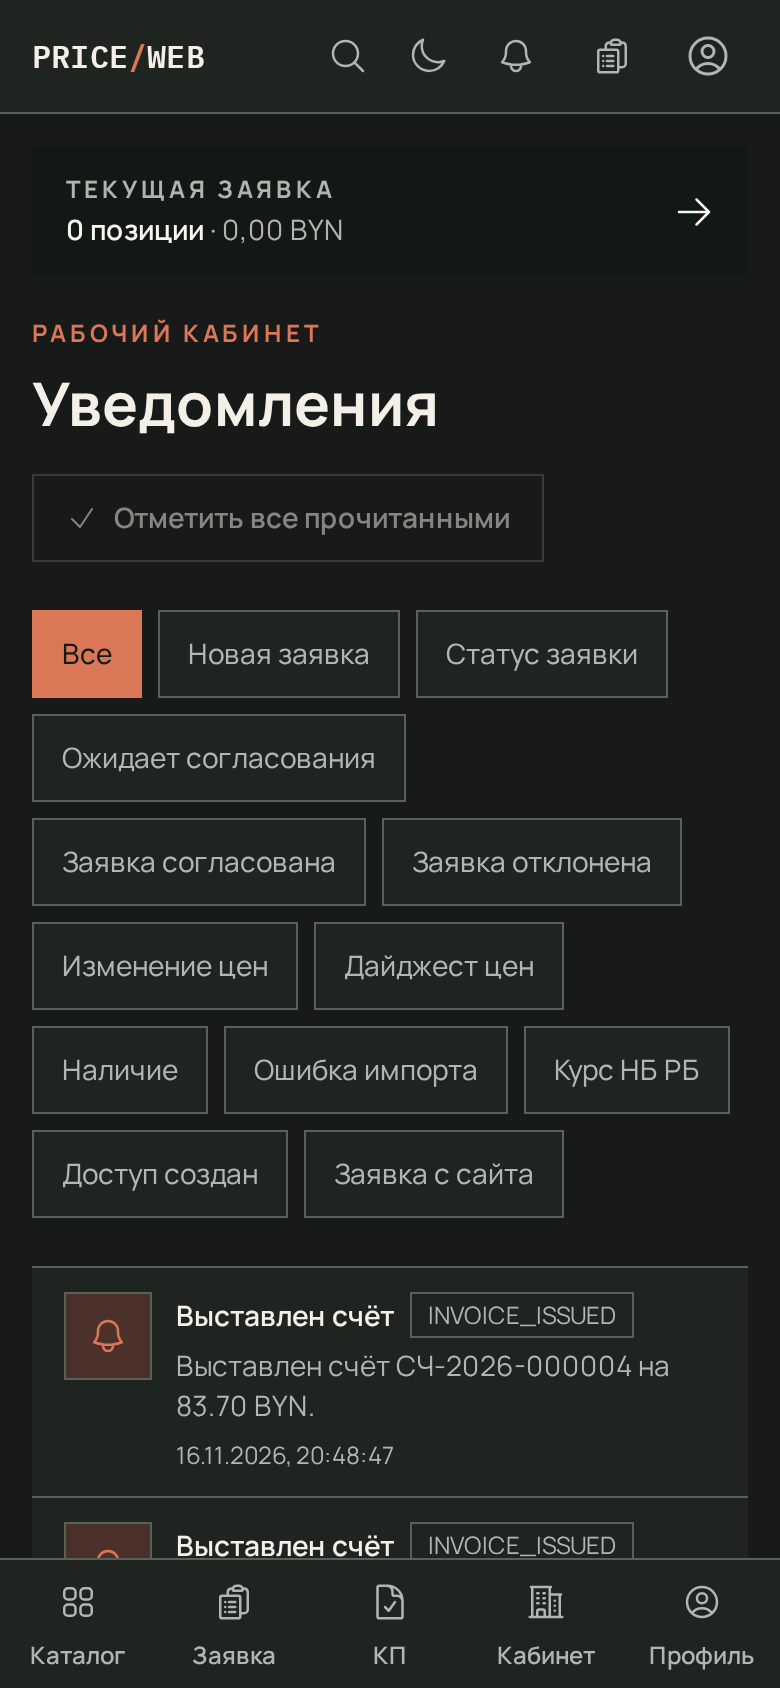 PRICE/WEB
ТЕКУЩАЯ ЗАЯВКА
0 позиции · 0,00 BYN
РАБОЧИЙ КАБИНЕТ
Уведомления
Отметить все прочитанными
Все Новая заявка Статус заявки
Ожидает согласования
Заявка согласована Заявка отклонена
Изменение цен Дайджест цен
Наличие Ошибка импорта Курс НБ РБ
Доступ создан Заявка с сайта
Выставлен счёт INVOICE_ISSUED
Выставлен счёт СЧ-2026-000004 на
83.70 BYN.
16.11.2026, 20:48:47
Выставлен счёт INVOICE_ISSUED
Каталог Заявка КП Кабинет Профиль